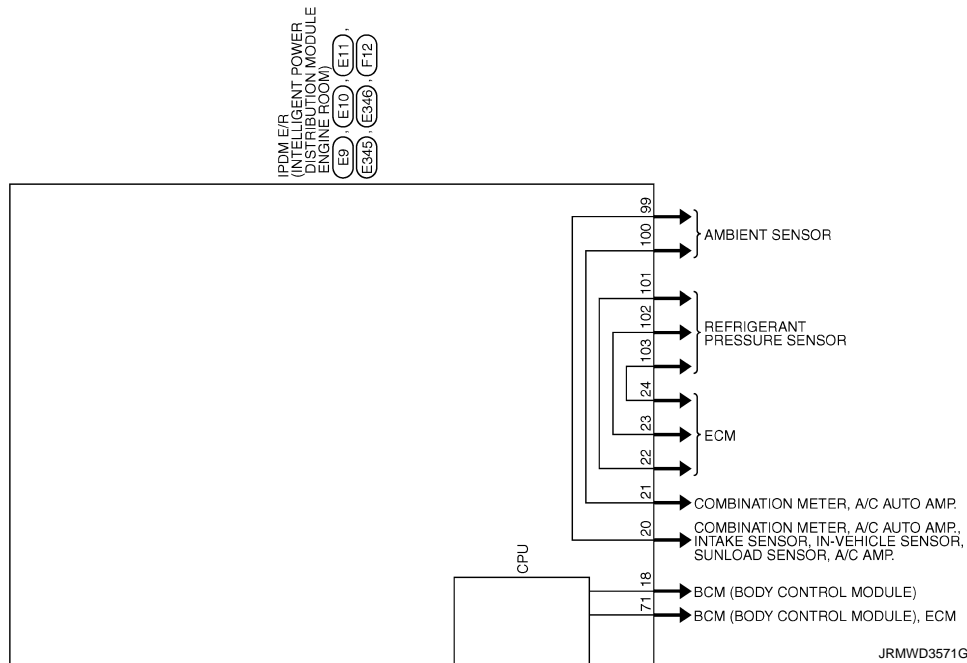 IPDM E/R
(INTELLIGENT POWER
DISTRIBUTION MODULE
ENGINE ROOM)
E9 , E10 , E11 ,
E345 , E346 , F12
99
100
AMBIENT SENSOR
101
102
103
REFRIGERANT
PRESSURE SENSOR
24
23
22
ECM
21
COMBINATION METER, A/C AUTO AMP.
20
COMBINATION METER, A/C AUTO AMP.,
INTAKE SENSOR, IN-VEHICLE SENSOR,
SUNLOAD SENSOR, A/C AMP.
CPU
18
BCM (BODY CONTROL MODULE)
71
BCM (BODY CONTROL MODULE), ECM
JRMWD3571G